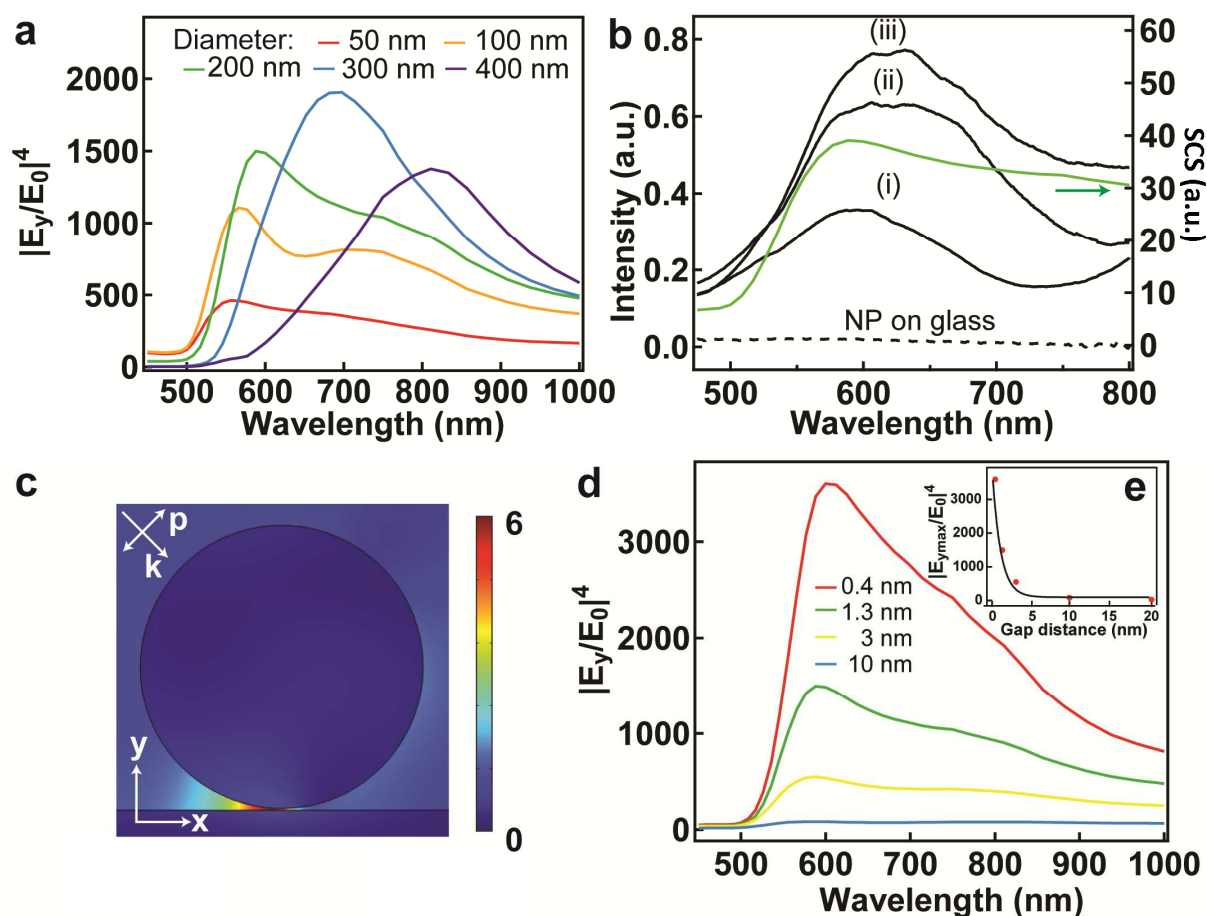 a
Diameter: 50 nm 100 nm
200 nm 300 nm 400 nm
|Ey/E0|^4
2000
1500
1000
500
0
500 600 700 800 900 1000
Wavelength (nm)
b
Intensity (a.u.)
0.8
0.6
0.4
0.2
0.0
(iii)
(ii)
(i)
NP on glass
60
50
40
30
20
10
0
SCS (a.u.)
500 600 700 800
Wavelength (nm)
c
p
k
y
x
6
0
d
|Ey/E0|^4
3000
2000
1000
0
0.4 nm
1.3 nm
3 nm
10 nm
500 600 700 800 900 1000
Wavelength (nm)
e
|Eymax/E0|^4
3000
2000
1000
0
0 5 10 15 20
Gap distance (nm)